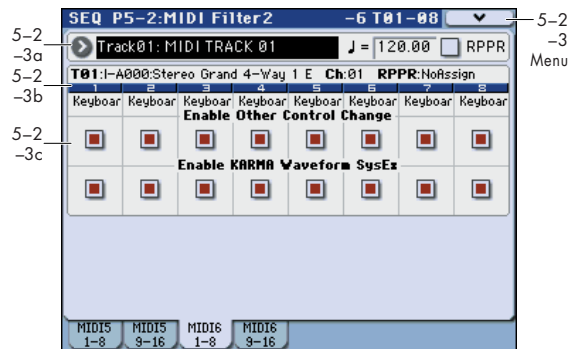 SEQ P5-2:MIDI Filter2 -6 T01-08
5-2 -3 Menu
5-2 -3a
Track01: MIDI TRACK 01 ♩= 120.00 RPPR
5-2 -3b
T01:I-A000:Stereo Grand 4-Way 1 E Ch:01 RPPR:NoAssign
1 2 3 4 5 6 7 8
Keyboar Keyboar Keyboar Keyboar Keyboar Keyboar Keyboar Keyboar
Enable Other Control Change
5-2 -3c
Enable KARMA Waveform SysEx
MIDI5 1-8 MIDI5 9-16 MIDI6 1-8 MIDI6 9-16